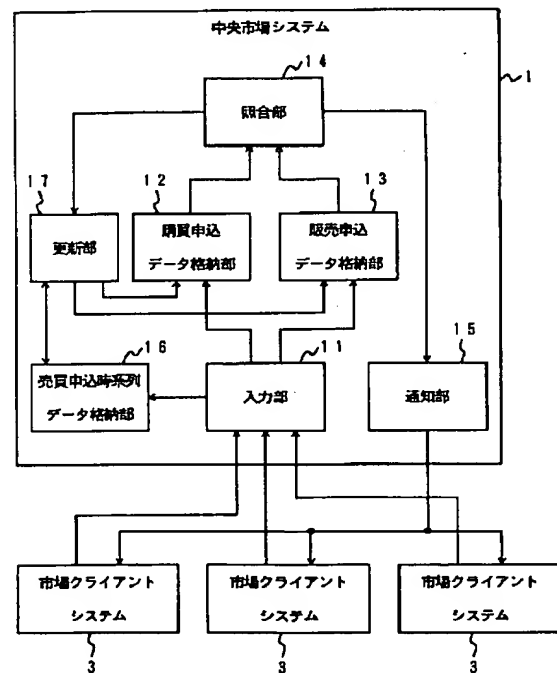 中央市場システム
14
1
照合部
17
12
13
更新部
購買申込
データ格納部
販売申込
データ格納部
16
11
15
売買申込時系列
データ格納部
入力部
通知部
市場クライアント
システム
市場クライアント
システム
市場クライアント
システム
3
3
3